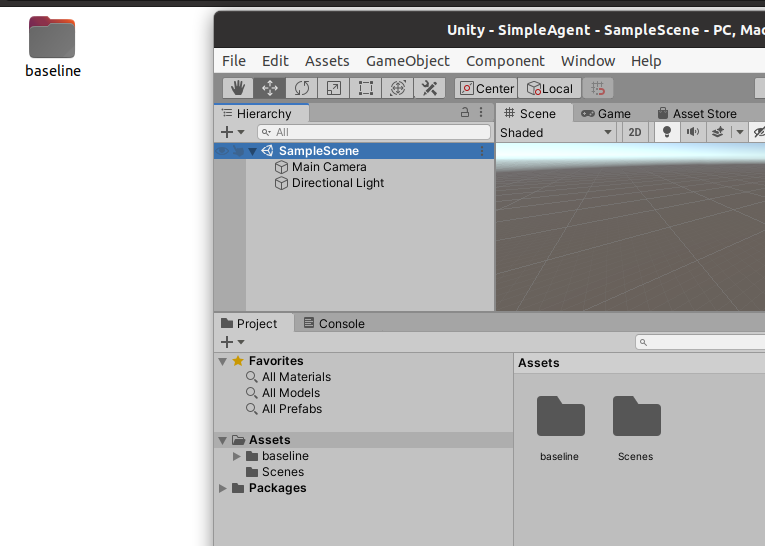 baseline
Unity - SimpleAgent - SampleScene - PC, Mac
File Edit Assets GameObject Component Window Help
Center Local
Hierarchy
All
SampleScene
Main Camera
Directional Light
Scene Game Asset Store
Shaded 2D
Project Console
Favorites
All Materials
All Models
All Prefabs
Assets
baseline
Scenes
Packages
Assets
baseline Scenes